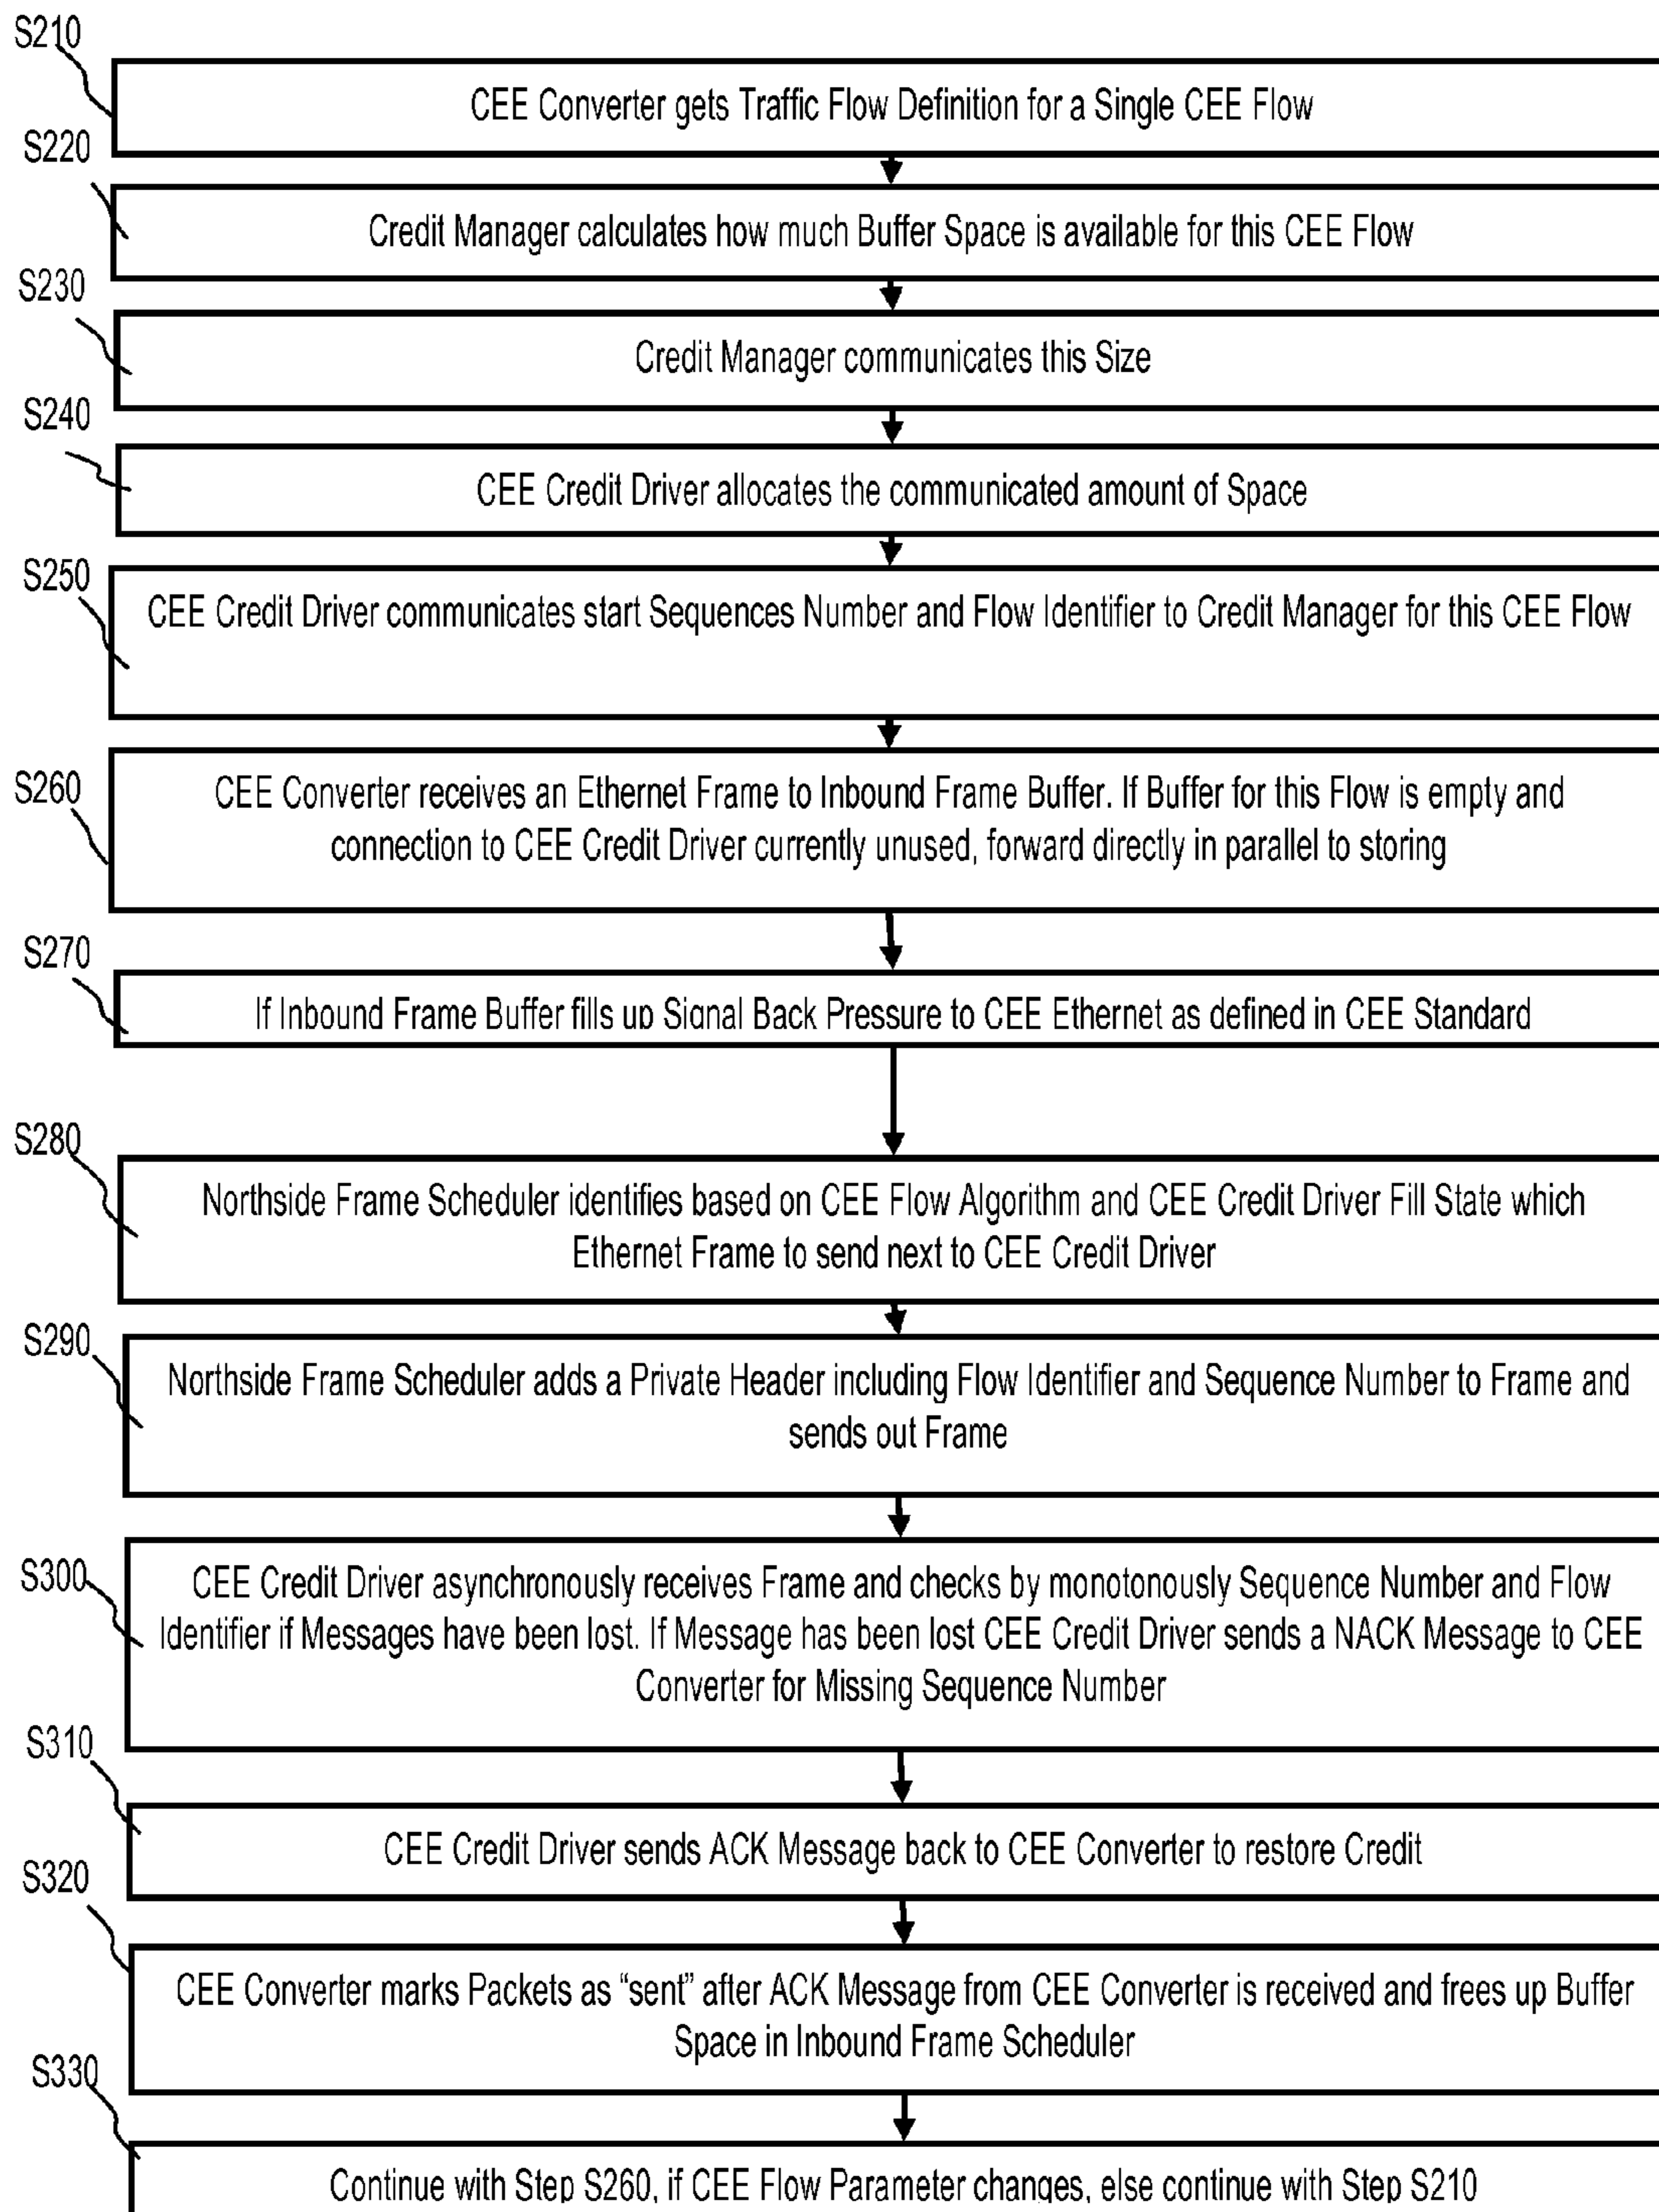 S210
CEE Converter gets Traffic Flow Definition for a Single CEE Flow
S220
Credit Manager calculates how much Buffer Space is available for this CEE Flow
S230
Credit Manager communicates this Size
S240
CEE Credit Driver allocates the communicated amount of Space
S250
CEE Credit Driver communicates start Sequences Number and Flow Identifier to Credit Manager for this CEE Flow
S260
CEE Converter receives an Ethernet Frame to Inbound Frame Buffer. If Buffer for this Flow is empty and
connection to CEE Credit Driver currently unused, forward directly in parallel to storing
S270
If Inbound Frame Buffer fills up Signal Back Pressure to CEE Ethernet as defined in CEE Standard
S280
Northside Frame Scheduler identifies based on CEE Flow Algorithm and CEE Credit Driver Fill State which
Ethernet Frame to send next to CEE Credit Driver
S290
Northside Frame Scheduler adds a Private Header including Flow Identifier and Sequence Number to Frame and
sends out Frame
S300
CEE Credit Driver asynchronously receives Frame and checks by monotonously Sequence Number and Flow
Identifier if Messages have been lost. If Message has been lost CEE Credit Driver sends a NACK Message to CEE
Converter for Missing Sequence Number
S310
CEE Credit Driver sends ACK Message back to CEE Converter to restore Credit
S320
CEE Converter marks Packets as “sent” after ACK Message from CEE Converter is received and frees up Buffer
Space in Inbound Frame Scheduler
S330
Continue with Step S260, if CEE Flow Parameter changes, else continue with Step S210